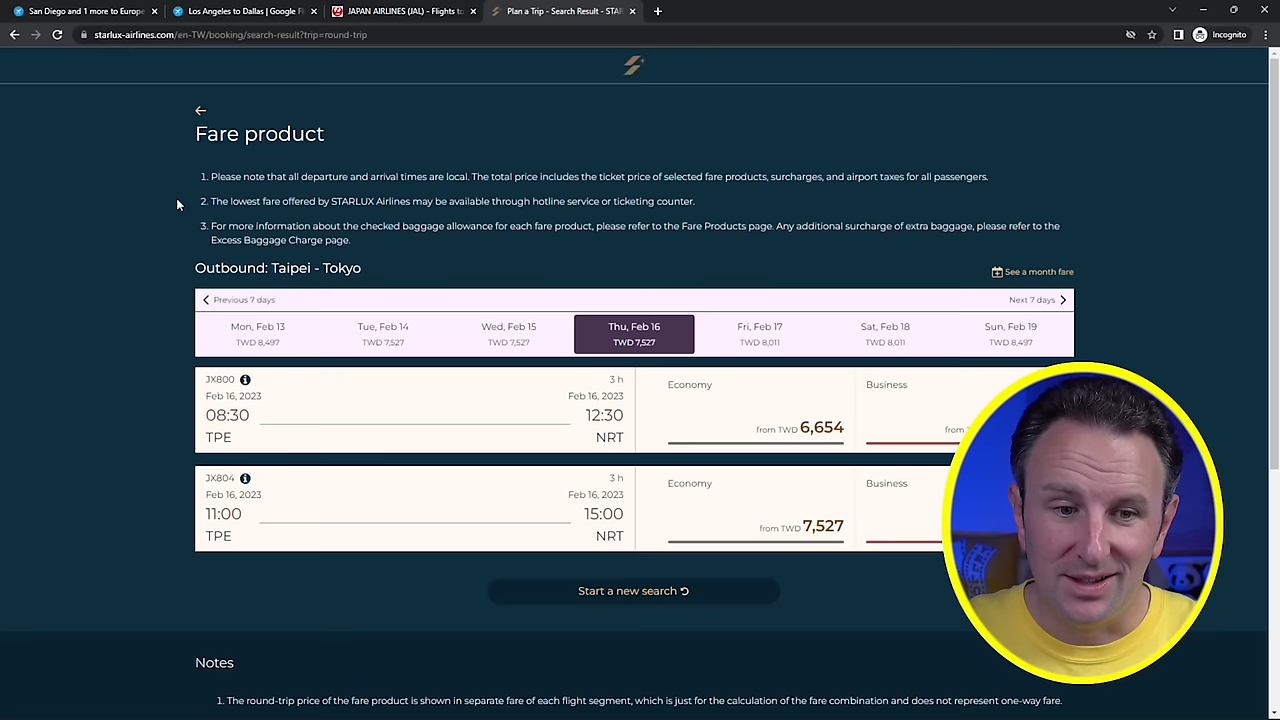 San Diego and 1 more to Europe
Los Angeles to Dallas | Google Fl
JAPAN AIRLINES (JAL) - Flights to
Plan a Trip - Search Result - STAR
starlux-airlines.com/en-TW/booking/search-result?trip=round-trip
Incognito
Fare product
1. Please note that all departure and arrival times are local. The total price includes the ticket price of selected fare products, surcharges, and airport taxes for all passengers.
2. The lowest fare offered by STARLUX Airlines may be available through hotline service or ticketing counter.
3. For more information about the checked baggage allowance for each fare product, please refer to the Fare Products page. Any additional surcharge of extra baggage, please refer to the
Excess Baggage Charge page.
Outbound: Taipei - Tokyo
See a month fare
Previous 7 days
Next 7 days
Mon, Feb 13
Tue, Feb 14
Wed, Feb 15
Thu, Feb 16
Fri, Feb 17
Sat, Feb 18
Sun, Feb 19
TWD 8,497
TWD 7,527
TWD 7,527
TWD 7,527
TWD 8,011
TWD 8,011
TWD 8,497
JX800
3 h
Feb 16, 2023
Feb 16, 2023
08:30
12:30
TPE
NRT
Economy
from TWD 6,654
Business
from
JX804
3 h
Feb 16, 2023
Feb 16, 2023
11:00
15:00
TPE
NRT
Economy
from TWD 7,527
Business
Start a new search
Notes
1. The round-trip price of the fare product is shown in separate fare of each flight segment, which is just for the calculation of the fare combination and does not represent one-way fare.